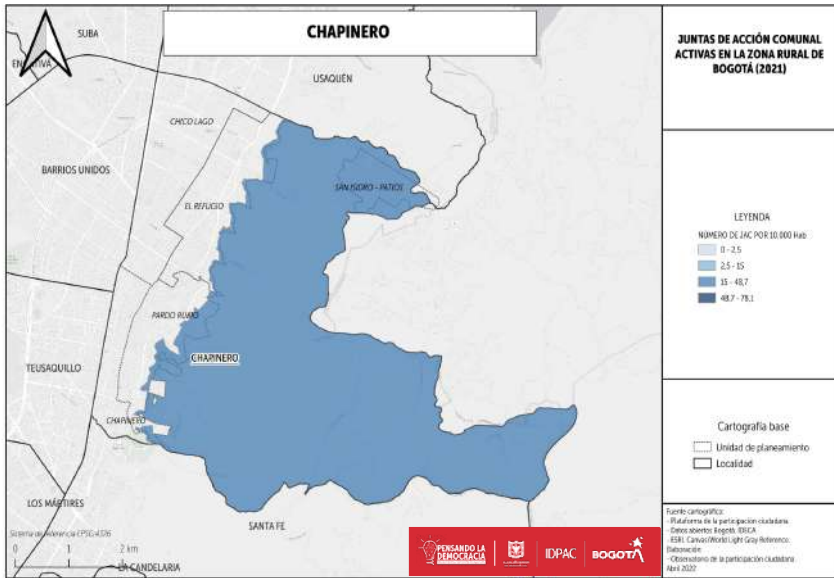 CHAPINERO
SUBA
USAQUÉN
CHICO LAGO
BARRIOS UNIDOS
SAN ISIDRO - PATIOS
EL REFUGIO
PARDO RUBIO
CHAPINERO
TEUSAQUILLO
CHAPINERO
LOS MÁRTIRES
SANTA FE
Sistema de Referencia EPSG:4326
0 1 2 km
LA CANDELARIA
PENSANDO LA
DEMOCRACIA
IDPAC
BOGOTÁ
JUNTAS DE ACCIÓN COMUNAL
ACTIVAS EN LA ZONA RURAL DE
BOGOTÁ (2021)
LEYENDA
NÚMERO DE JAC POR 10.000 Hab
0 - 2,5
2,5 - 15
15 - 48,7
48,7 - 78,1
Cartografía base
Unidad de planeamiento
Localidad
Fuente cartográfica:
- Plataforma de la participación ciudadana
- Datos abiertos Bogotá, IDECA
- ESRI, Canvas/World Light Gray Reference.
Elaboración:
- Observatorio de la participación ciudadana
Abril 2022